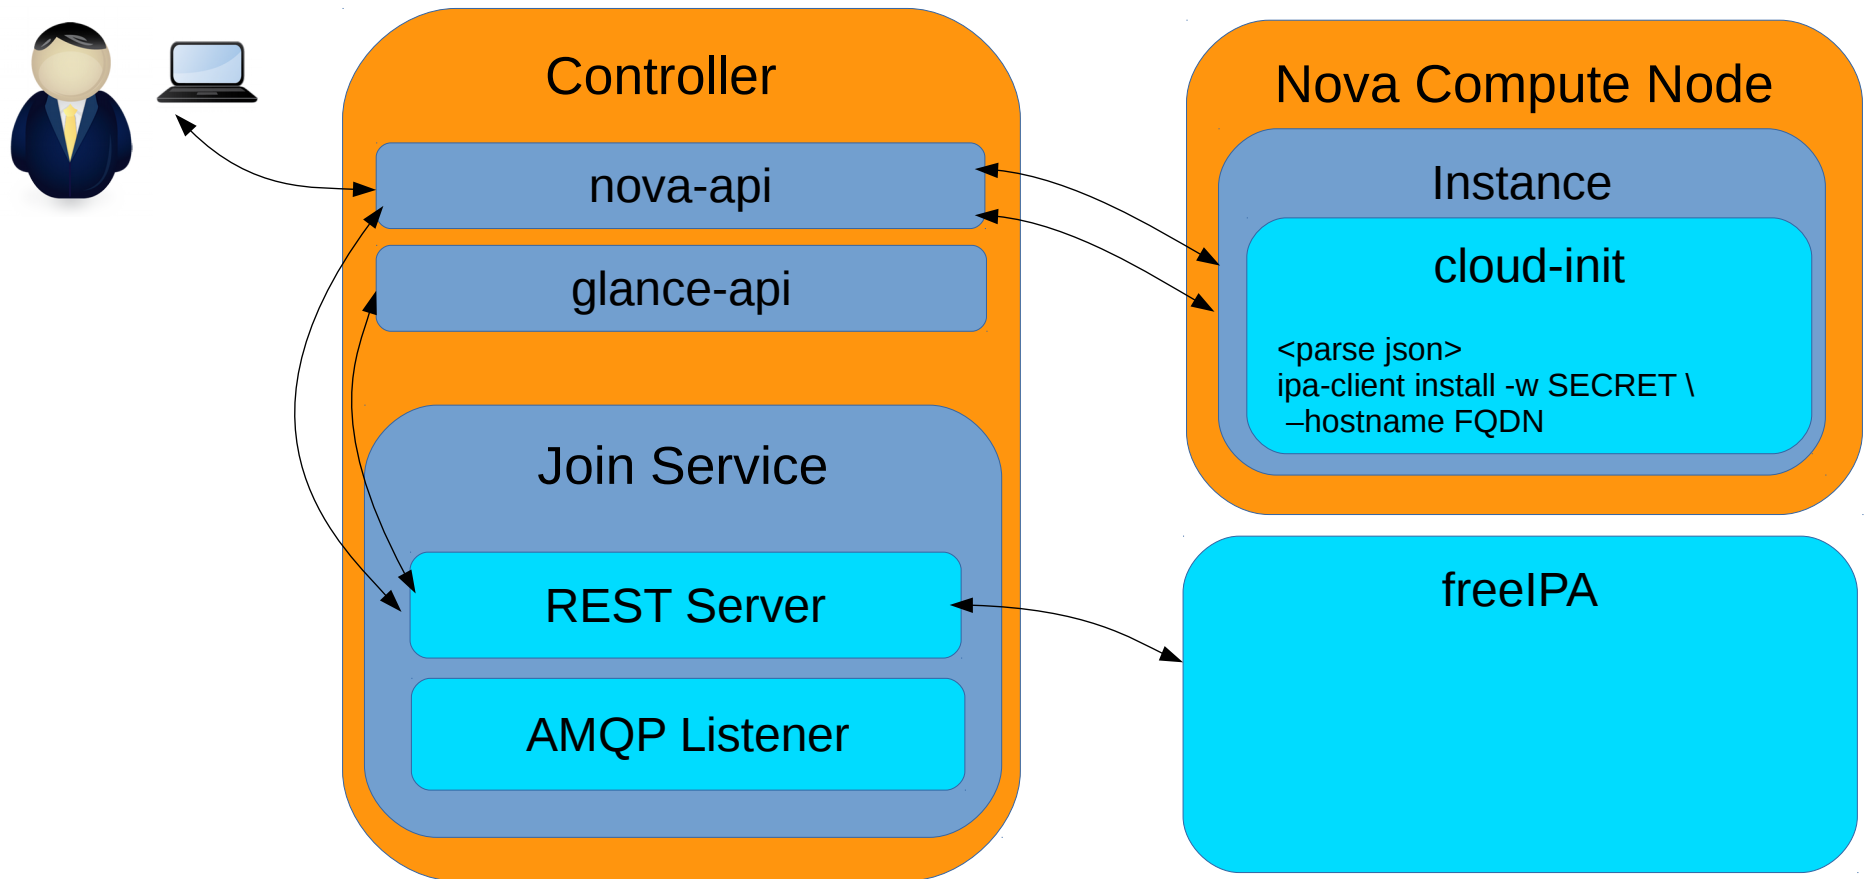 Controller
nova-api
glance-api
Join Service
REST Server
AMQP Listener
Nova Compute Node
Instance
cloud-init
<parse json>
ipa-client install -w SECRET \
–hostname FQDN
freeIPA